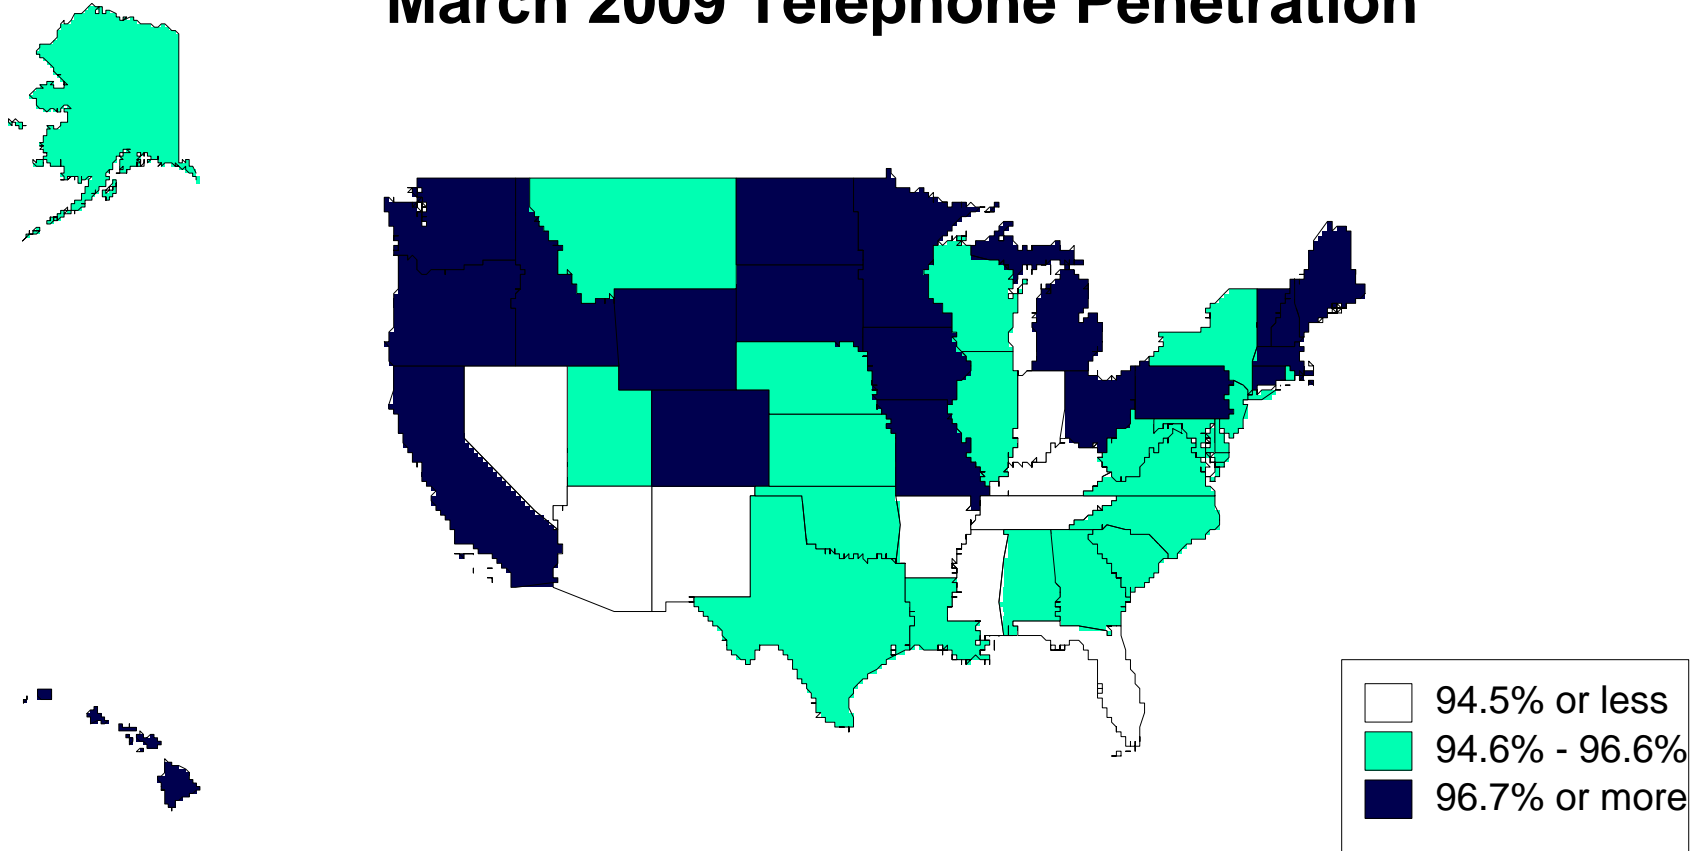 March 2009 Telephone Penetration
94.5% or less
94.6% - 96.6%
96.7% or more